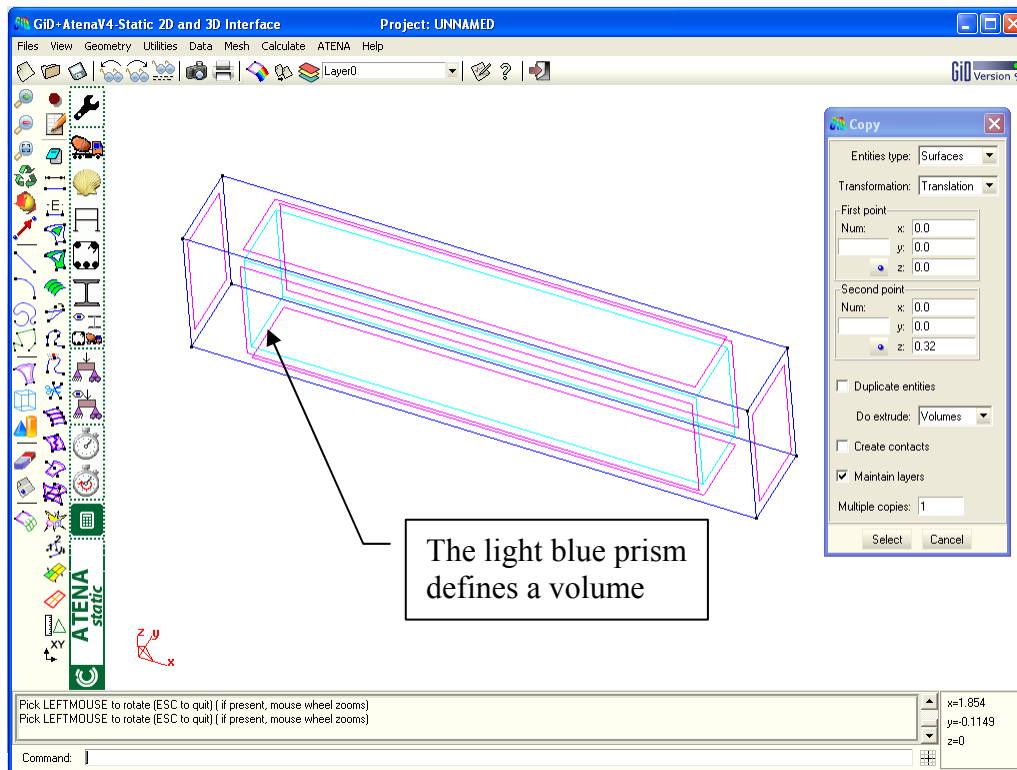 GiD+AtenaV4-Static 2D and 3D Interface Project: UNNAMED
Files View Geometry Utilities Data Mesh Calculate ATENA Help
Layer0
GiD Version
Copy
Entities type: Surfaces
Transformation: Translation
First point
Num: x: 0.0
y: 0.0
z: 0.0
Second point
Num: x: 0.0
y: 0.0
z: 0.32
Duplicate entities
Do extrude: Volumes
Create contacts
Maintain layers
Multiple copies: 1
Select Cancel
E
XY
ATENA
static
The light blue prism
defines a volume
z y
x
Pick LEFTMOUSE to rotate (ESC to quit) ( if present, mouse wheel zooms)
Pick LEFTMOUSE to rotate (ESC to quit) ( if present, mouse wheel zooms)
x=1.854
y=-0.1149
z=0
Command: